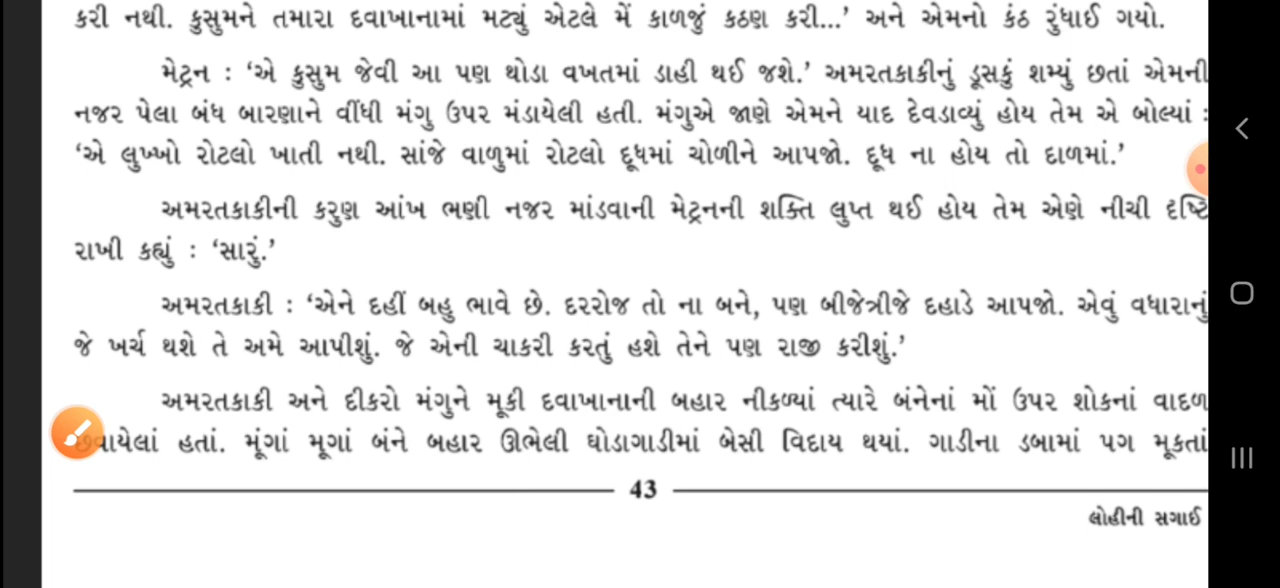 કરી નથી. કુસુમને તમારા દવાખાનામાં મટ્યું એટલે મેં કાળજું કઠણ કરી...’ અને એમનો કંઠ રુંધાઈ ગયો.
મેટ્રન : ‘એ કુસુમ જેવી આ પણ થોડા વખતમાં ડાહી થઈ જશે.’ અમરતકાકીનું ડૂસકું શમ્યું છતાં એમની
નજર પેલા બંધ બારણાને વીંધી મંગુ ઉપર મંડાયેલી હતી. મંગુએ જાણે એમને યાદ દેવડાવ્યું હોય તેમ એ બોલ્યાં :
‘એ લુખ્ખો રોટલો ખાતી નથી. સાંજે વાળુમાં રોટલો દૂધમાં ચોળીને આપજો. દૂધ ના હોય તો દાળમાં.’
અમરતકાકીની કરુણ આંખ ભણી નજર માંડવાની મેટ્રનની શક્તિ લુપ્ત થઈ હોય તેમ એણે નીચી દૃષ્ટિ
રાખી કહ્યું : ‘સારું.’
અમરતકાકી : ‘એને દહીં બહુ ભાવે છે. દરરોજ તો ના બને, પણ બીજેત્રીજે દહાડે આપજો. એવું વધારાનું
જે ખર્ચ થશે તે અમે આપીશું. જે એની ચાકરી કરતું હશે તેને પણ રાજી કરીશું.’
અમરતકાકી અને દીકરો મંગુને મૂકી દવાખાનાની બહાર નીકળ્યાં ત્યારે બંનેનાં મોં ઉપર શોકનાં વાદળ
છવાયેલાં હતાં. મૂંગાં મૂગાં બંને બહાર ઊભેલી ઘોડાગાડીમાં બેસી વિદાય થયાં. ગાડીના ડબામાં પગ મૂકતાં
43
લોહીની સગાઈ